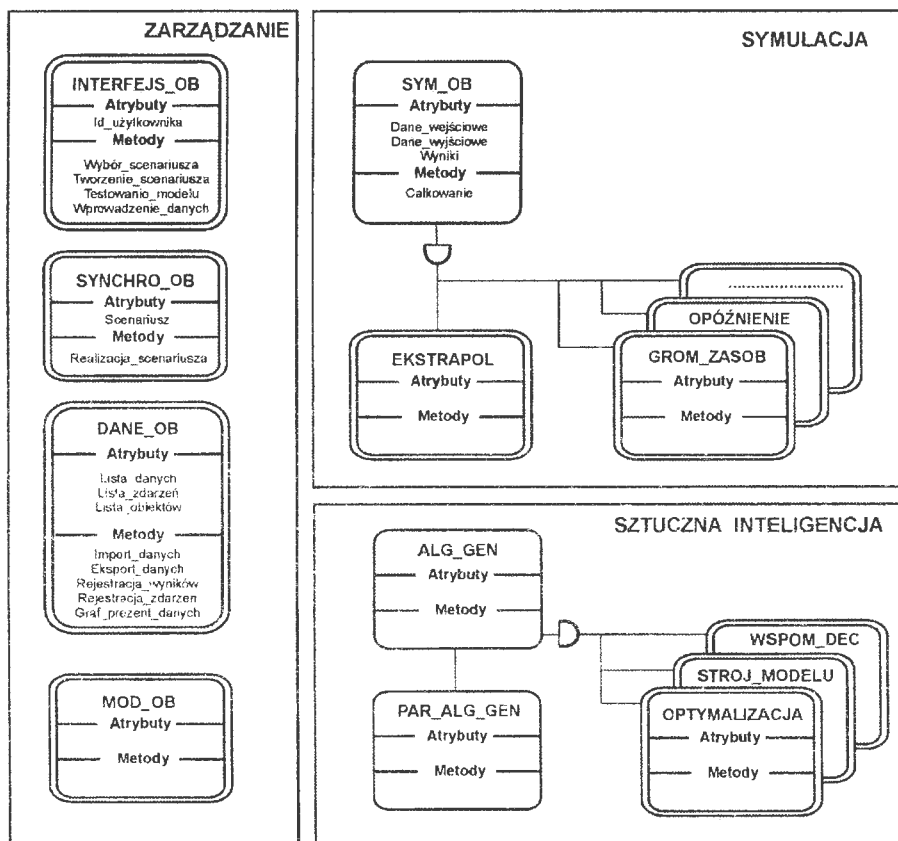 ZARZĄDZANIE
INTERFEJS_OB
Atrybuty
Id_użytkownika
Metody
Wybór_scenariusza
Tworzenie_scenariusza
Testowanie_modelu
Wprowadzenie_danych
SYNCHRO_OB
Atrybuty
Scenariusz
Metody
Realizacja_scenariusza
DANE_OB
Atrybuty
Lista_danych
Lista_zdarzeń
Lista_obiektów
Metody
Import_danych
Eksport_danych
Rejestracja_wyników
Rejestracja_zdarzeń
Graf_prezent_danych
MOD_OB
Atrybuty
Metody
SYMULACJA
SYM_OB
Atrybuty
Dane_wejściowe
Dane_wyjściowe
Wyniki
Metody
Całkowanie
EKSTRAPOL
Atrybuty
Metody
......................
OPÓŹNIENIE
GROM_ZASOB
Atrybuty
Metody
SZTUCZNA INTELIGENCJA
ALG_GEN
Atrybuty
Metody
PAR_ALG_GEN
Atrybuty
Metody
WSPOM_DEC
STROJ_MODELU
OPTYMALIZACJA
Atrybuty
Metody